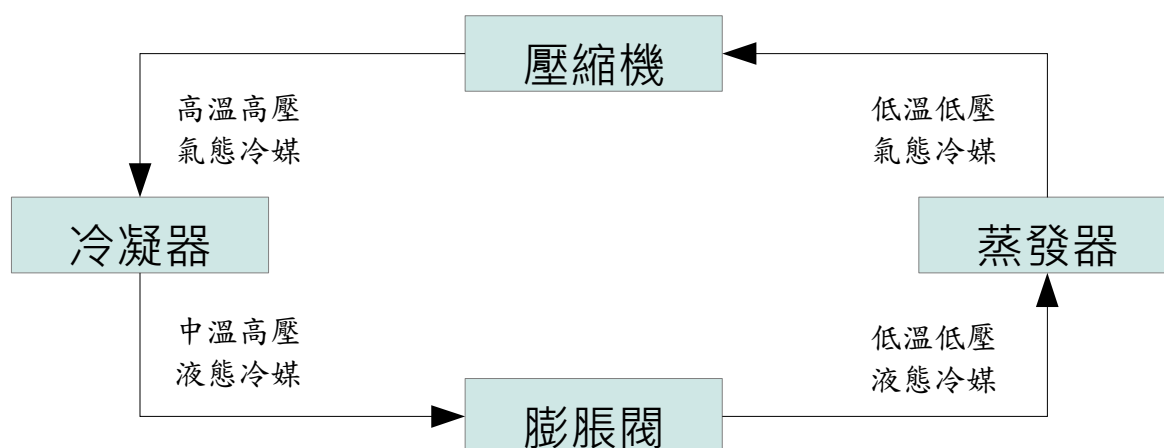 壓縮機
高溫高壓
氣態冷媒
低溫低壓
氣態冷媒
冷凝器
蒸發器
中溫高壓
液態冷媒
低溫低壓
液態冷媒
膨脹閥